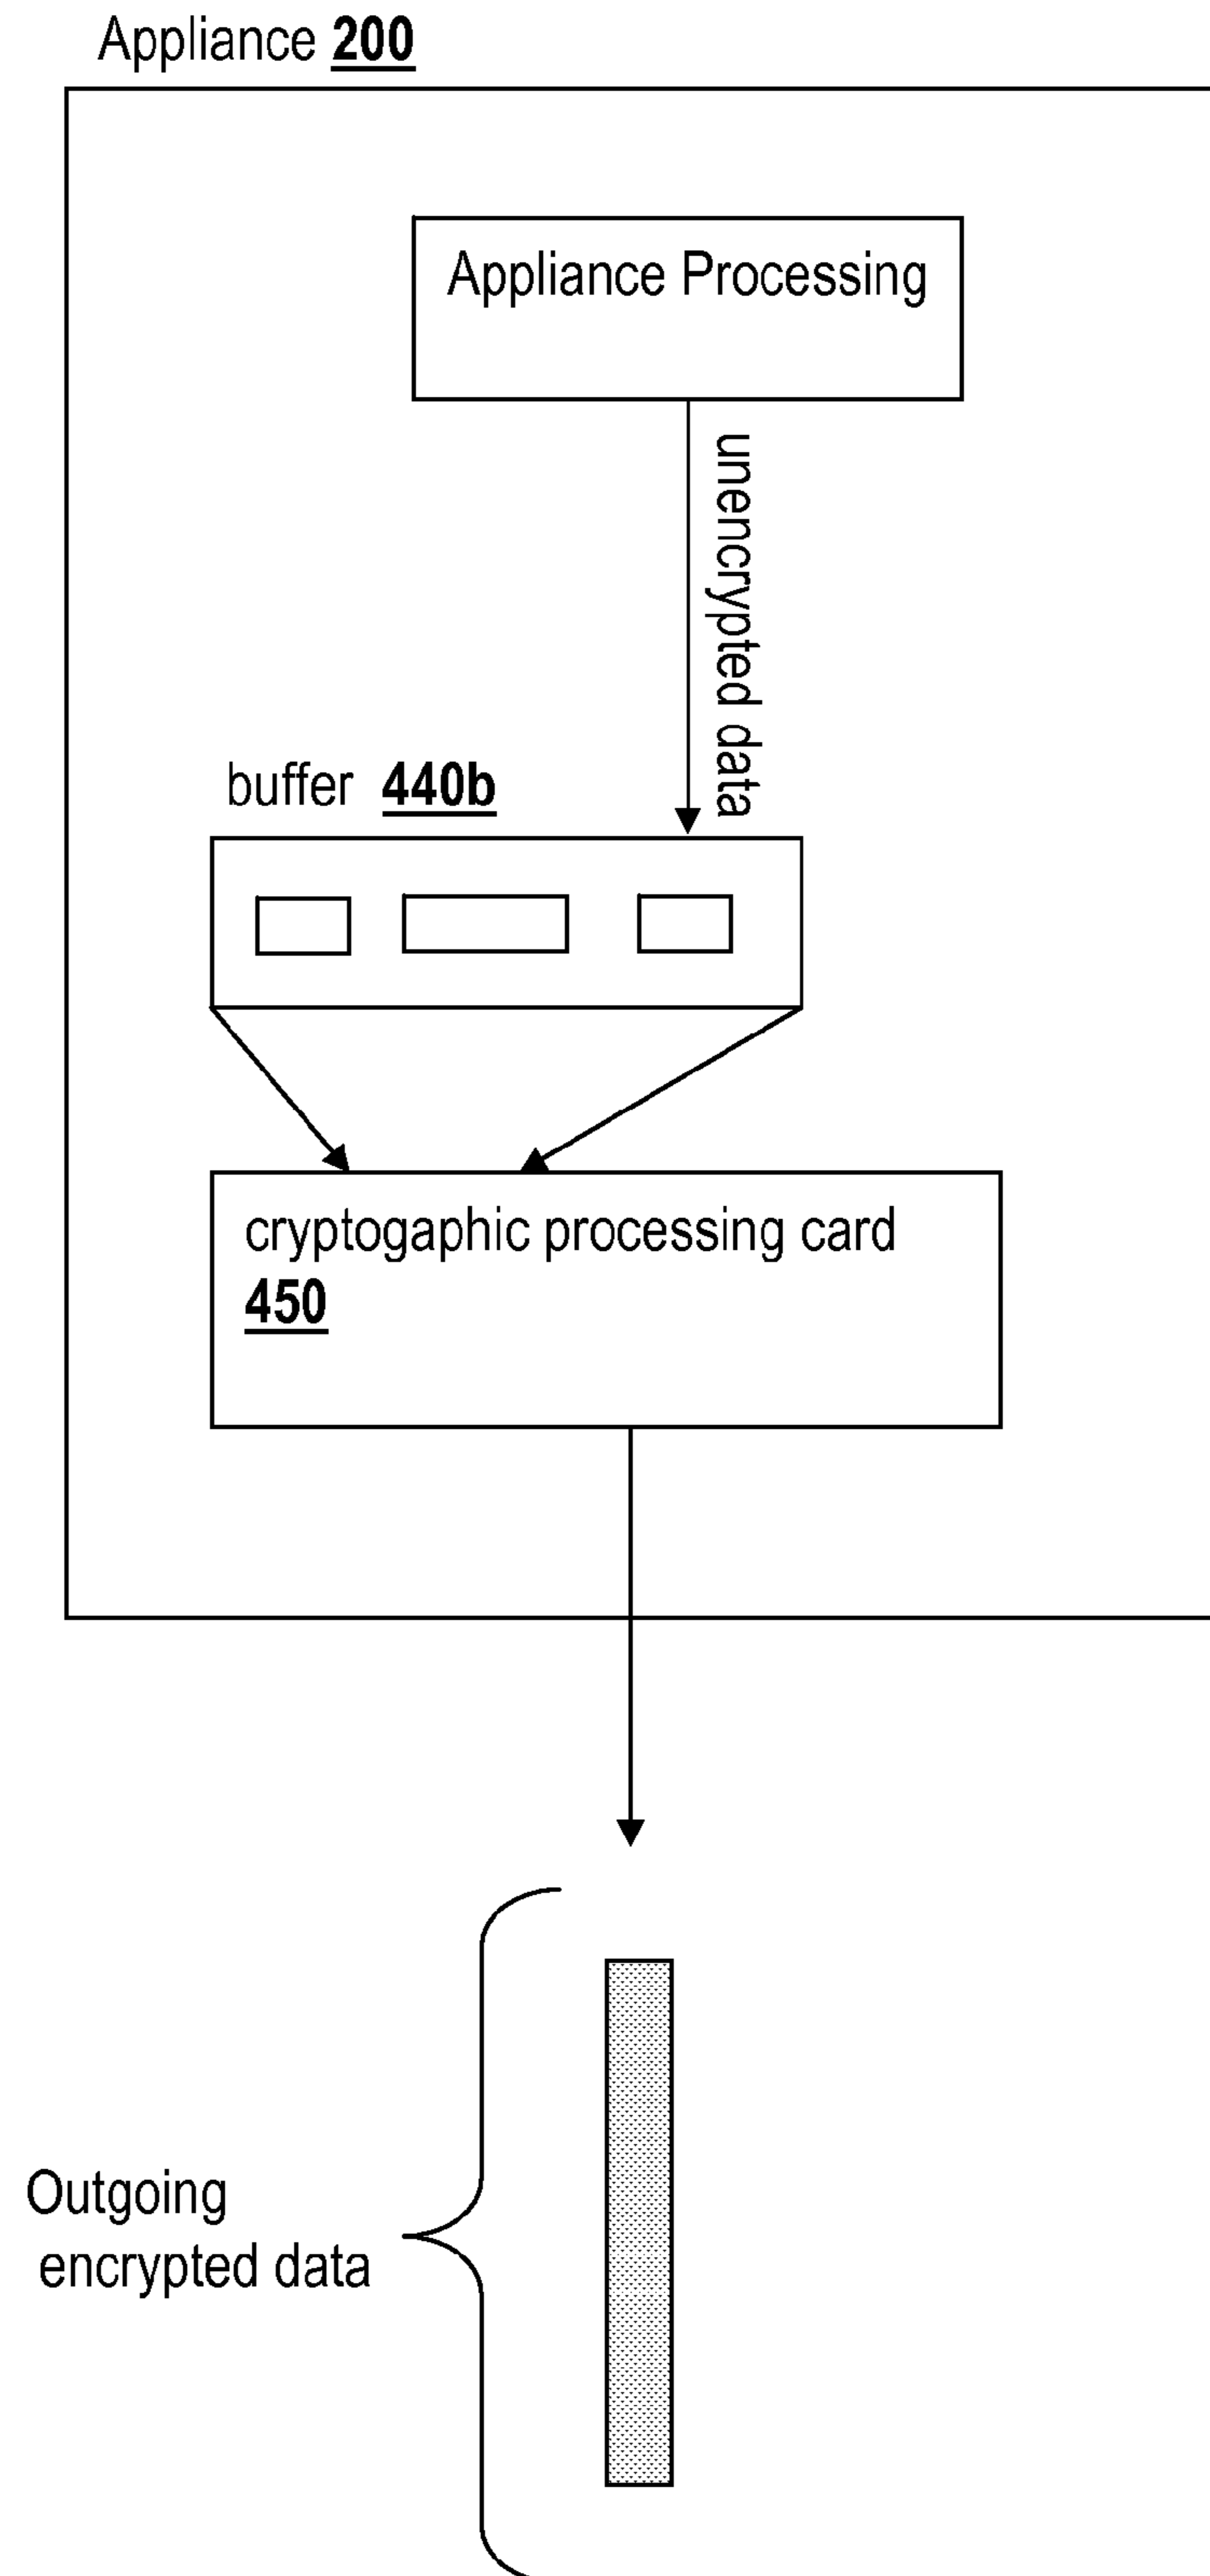 Appliance 200
Appliance Processing
unencrypted data
buffer 440b
cryptogaphic processing card
450
Outgoing
encrypted data